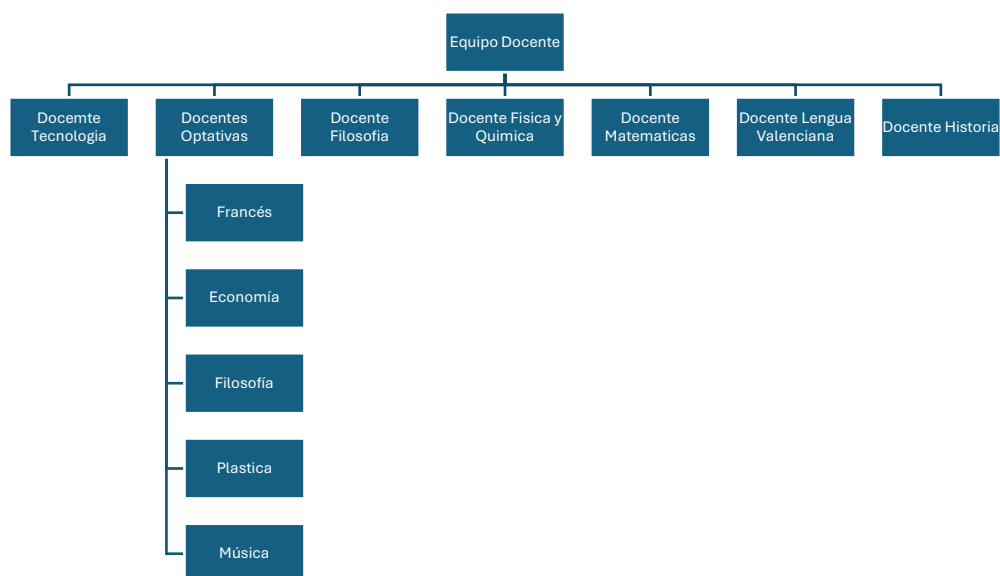 Equipo Docente
Docemte
Tecnologia
Docentes
Optativas
Docente
Filosofia
Docente Fisica y
Quimica
Docente
Matematicas
Docente Lengua
Valenciana
Docente Historia
Francés
Economía
Filosofía
Plastica
Música